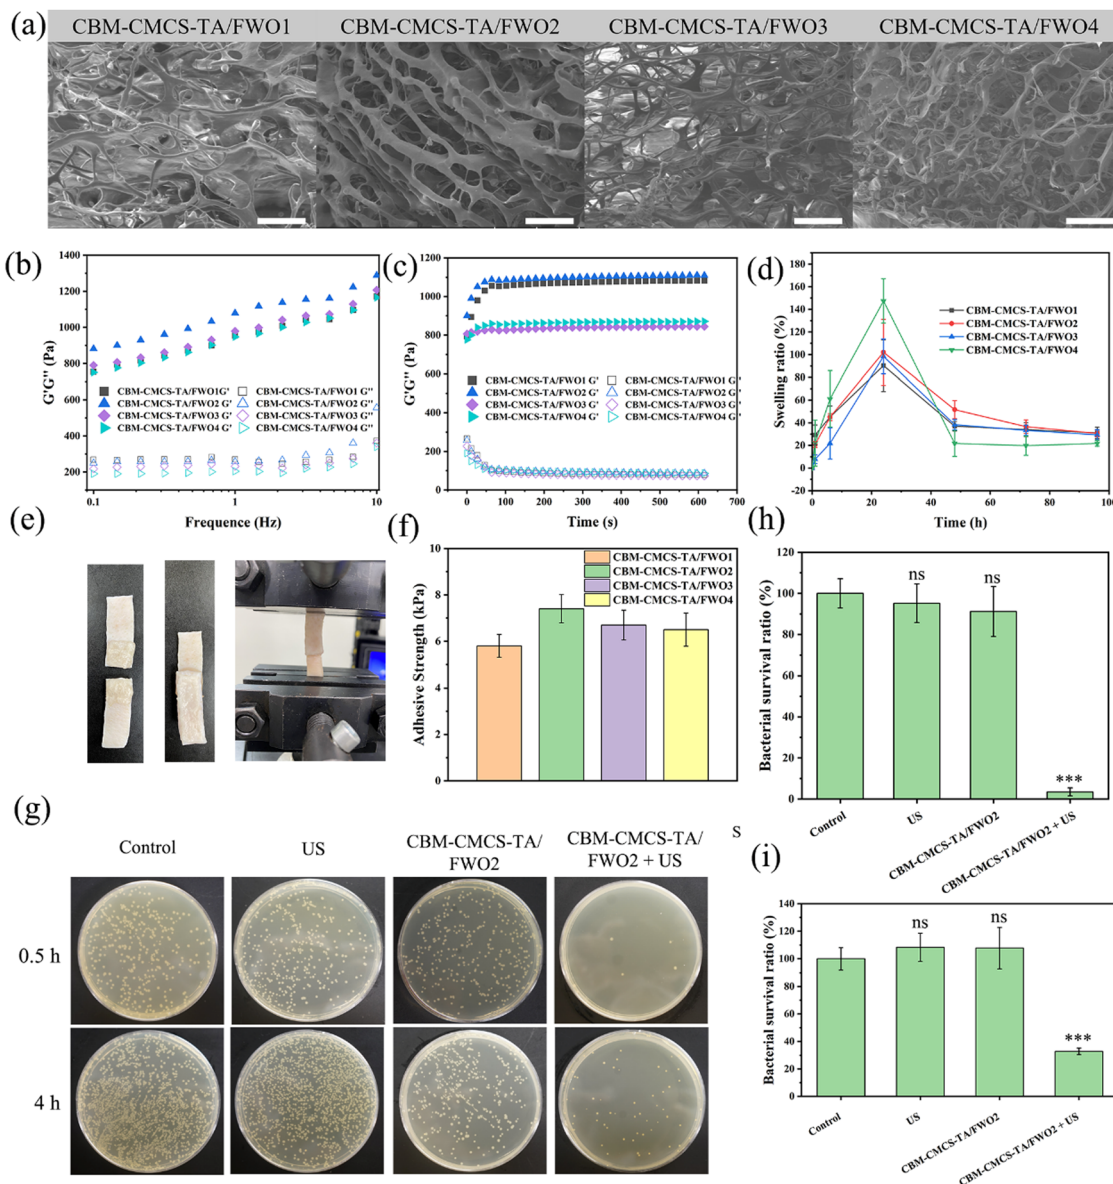 (a)
CBM-CMCS-TA/FWO1
CBM-CMCS-TA/FWO2
CBM-CMCS-TA/FWO3
CBM-CMCS-TA/FWO4
(b)
1400
1200
1000
800
600
400
200
G'G'' (Pa)
CBM-CMCS-TA/FWO1G'
CBM-CMCS-TA/FWO2 G'
CBM-CMCS-TA/FWO3 G'
CBM-CMCS-TA/FWO4 G'
CBM-CMCS-TA/FWO1 G''
CBM-CMCS-TA/FWO2 G''
CBM-CMCS-TA/FWO3 G''
CBM-CMCS-TA/FWO4 G''
0.1
1
10
Frequence (Hz)
(c)
1200
1000
800
600
400
200
0
G'G'' (Pa)
CBM-CMCS-TA/FWO1 G'
CBM-CMCS-TA/FWO2 G'
CBM-CMCS-TA/FWO3 G'
CBM-CMCS-TA/FWO4 G'
CBM-CMCS-TA/FWO1 G''
CBM-CMCS-TA/FWO2 G''
CBM-CMCS-TA/FWO3 G''
CBM-CMCS-TA/FWO4 G''
-100
0
100
200
300
400
500
600
700
Time (s)
(d)
180
160
140
120
100
80
60
40
20
0
-20
Swelling ratio (%)
CBM-CMCS-TA/FWO1
CBM-CMCS-TA/FWO2
CBM-CMCS-TA/FWO3
CBM-CMCS-TA/FWO4
0
20
40
60
80
100
Time (h)
(e)
(f)
10
8
6
4
2
0
Adhesive Strength (kPa)
CBM-CMCS-TA/FWO1
CBM-CMCS-TA/FWO2
CBM-CMCS-TA/FWO3
CBM-CMCS-TA/FWO4
(h)
120
100
80
60
40
20
0
Bacterial survival ratio (%)
ns
ns
***
Control
US
CBM-CMCS-TA/FWO2
CBM-CMCS-TA/FWO2 + US
(g)
Control
US
CBM-CMCS-TA/
FWO2
CBM-CMCS-TA/
FWO2 + US
0.5 h
4 h
S
(i)
140
120
100
80
60
40
20
0
Bacterial survival ratio (%)
ns
ns
***
Control
US
CBM-CMCS-TA/FWO2
CBM-CMCS-TA/FWO2 + US